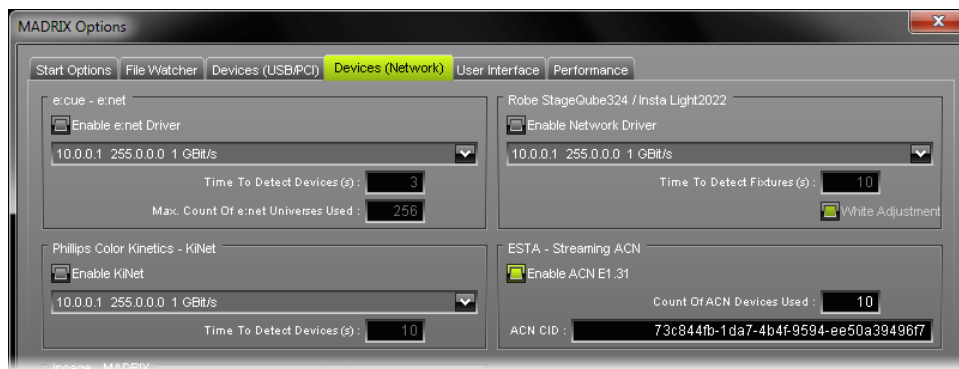 MADRIX Options
Start Options File Watcher Devices (USB/PCI) Devices (Network) User Interface Performance
e:cue - e:net
Enable e:net Driver
10.0.0.1 255.0.0.0 1 GBit/s
Time To Detect Devices (s) : 3
Max. Count Of e:net Universes Used : 256
Robe StageQube324 / Insta Light2022
Enable Network Driver
10.0.0.1 255.0.0.0 1 GBit/s
Time To Detect Fixtures (s) : 10
White Adjustment
Phillips Color Kinetics - KiNet
Enable KiNet
10.0.0.1 255.0.0.0 1 GBit/s
Time To Detect Devices (s) : 10
ESTA - Streaming ACN
Enable ACN E1.31
Count Of ACN Devices Used : 10
ACN CID : 73c844fb-1da7-4b4f-9594-ee50a39496f7